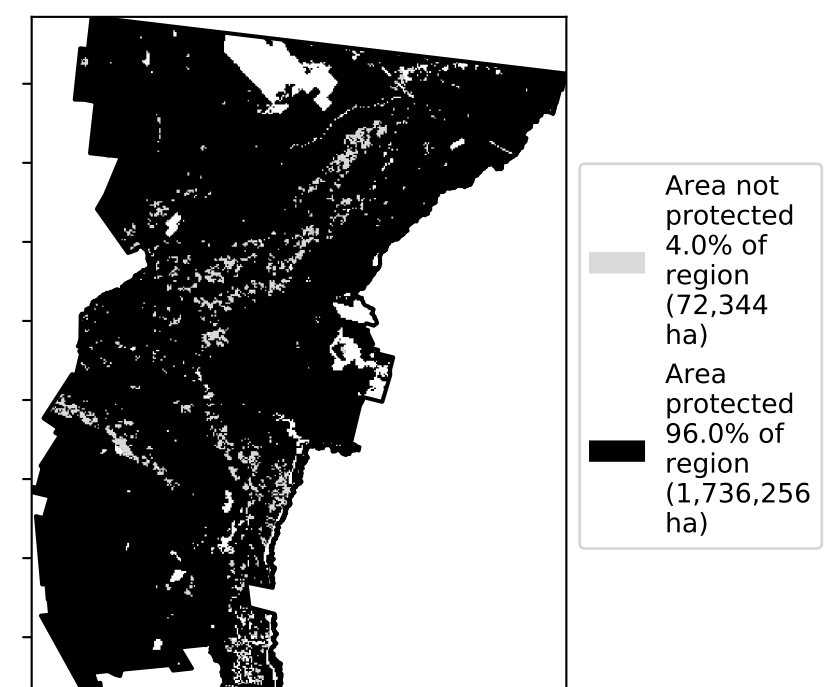 Area not
protected
4.0% of
region
(72,344
ha)
Area
protected
96.0% of
region
(1,736,256
ha)